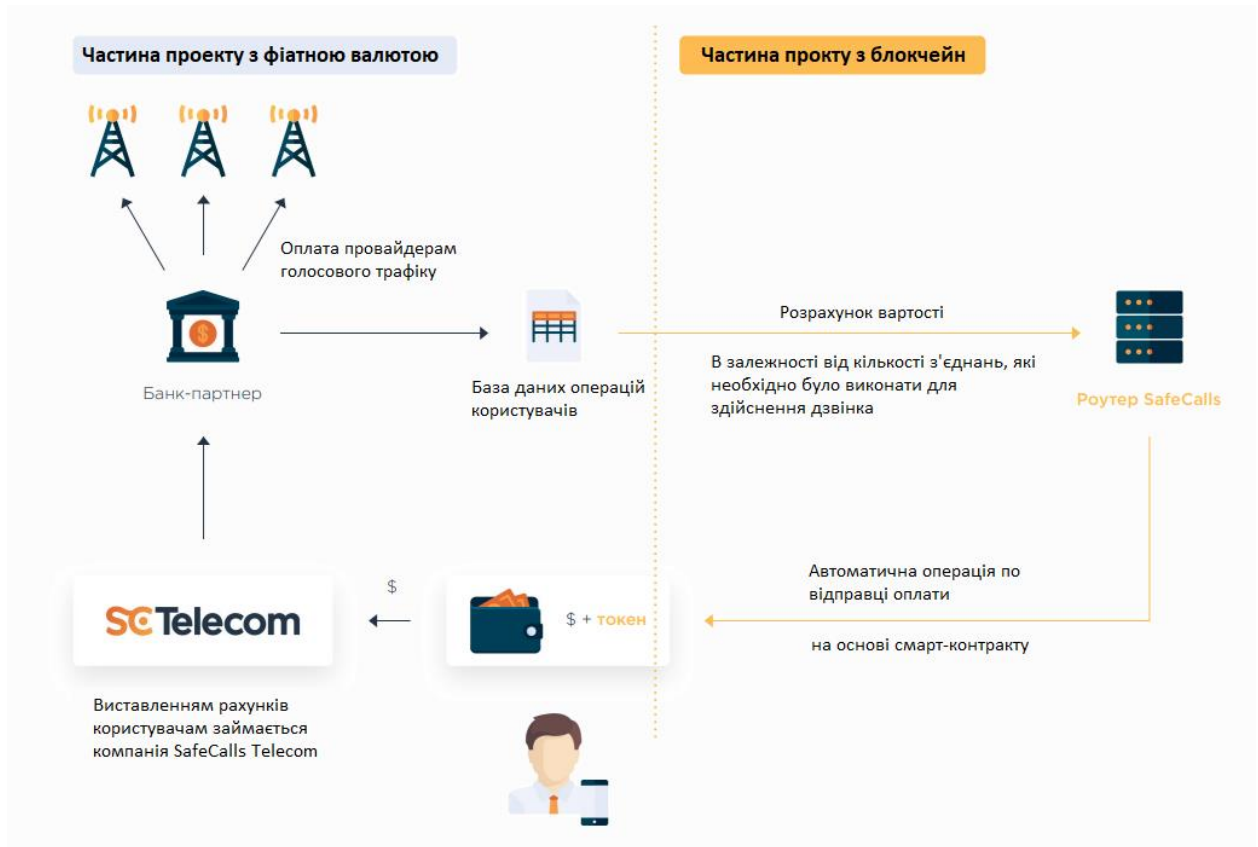 Частина проекту з фіатною валютою
Частина прокту з блокчейн
Оплата провайдерам
голосового трафіку
Банк-партнер
База даних операцій
користувачів
Розрахунок вартості
В залежності від кількості з'єднань, які
необхідно було виконати для
здійснення дзвінка
Роутер SafeCalls
$
SCTelecom
$ + токен
Автоматична операція по
відправці оплати
на основі смарт-контракту
Виставленням рахунків
користувачам займається
компанія SafeCalls Telecom